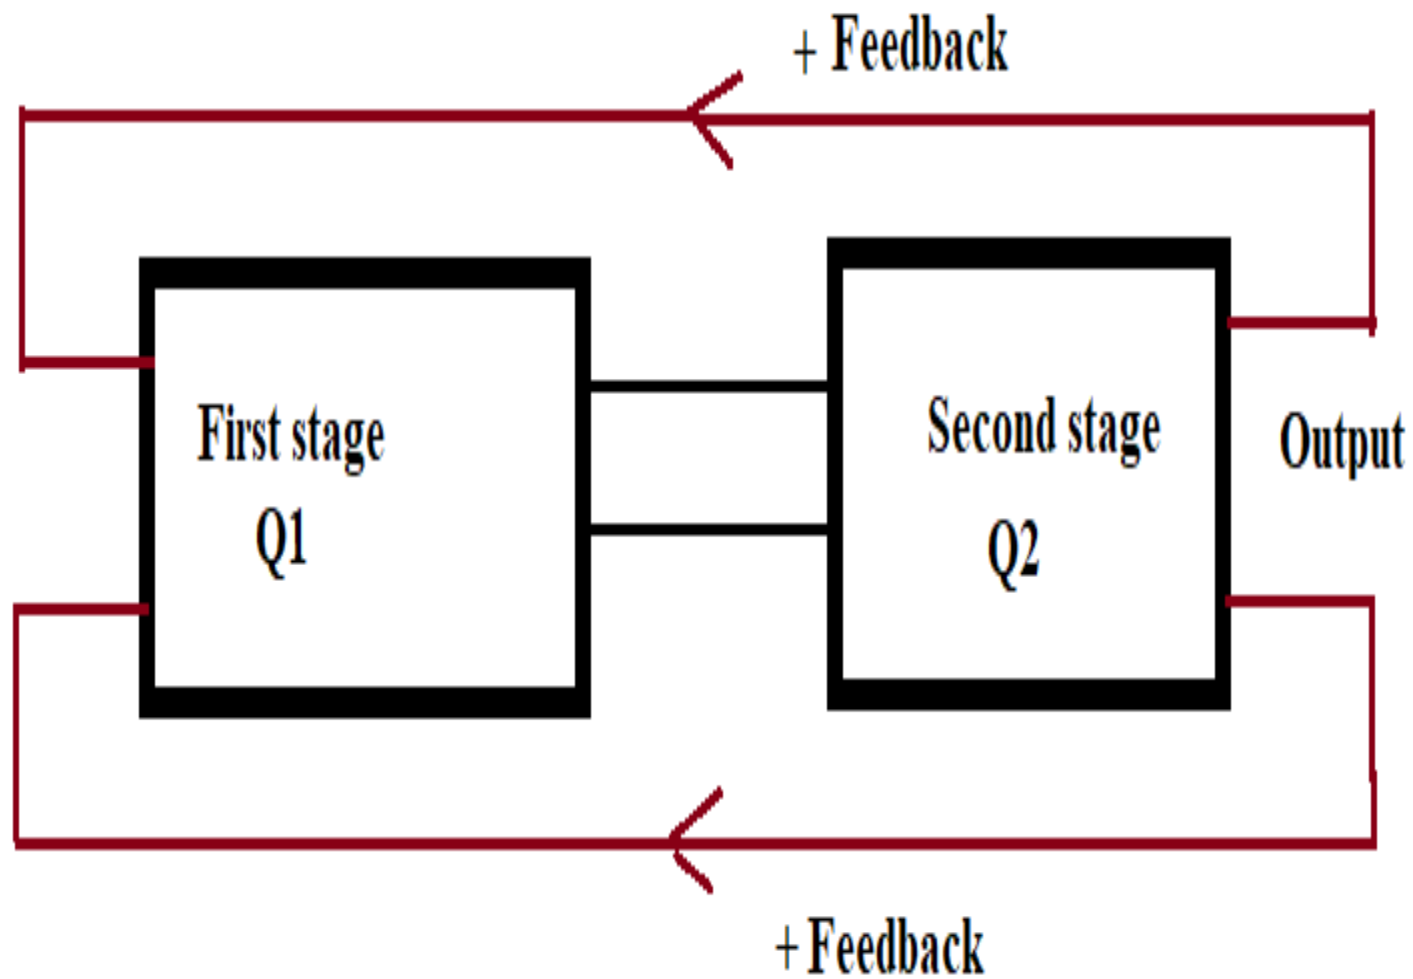 + Feedback
First stage
Q1
Second stage
Q2
Output
+ Feedback